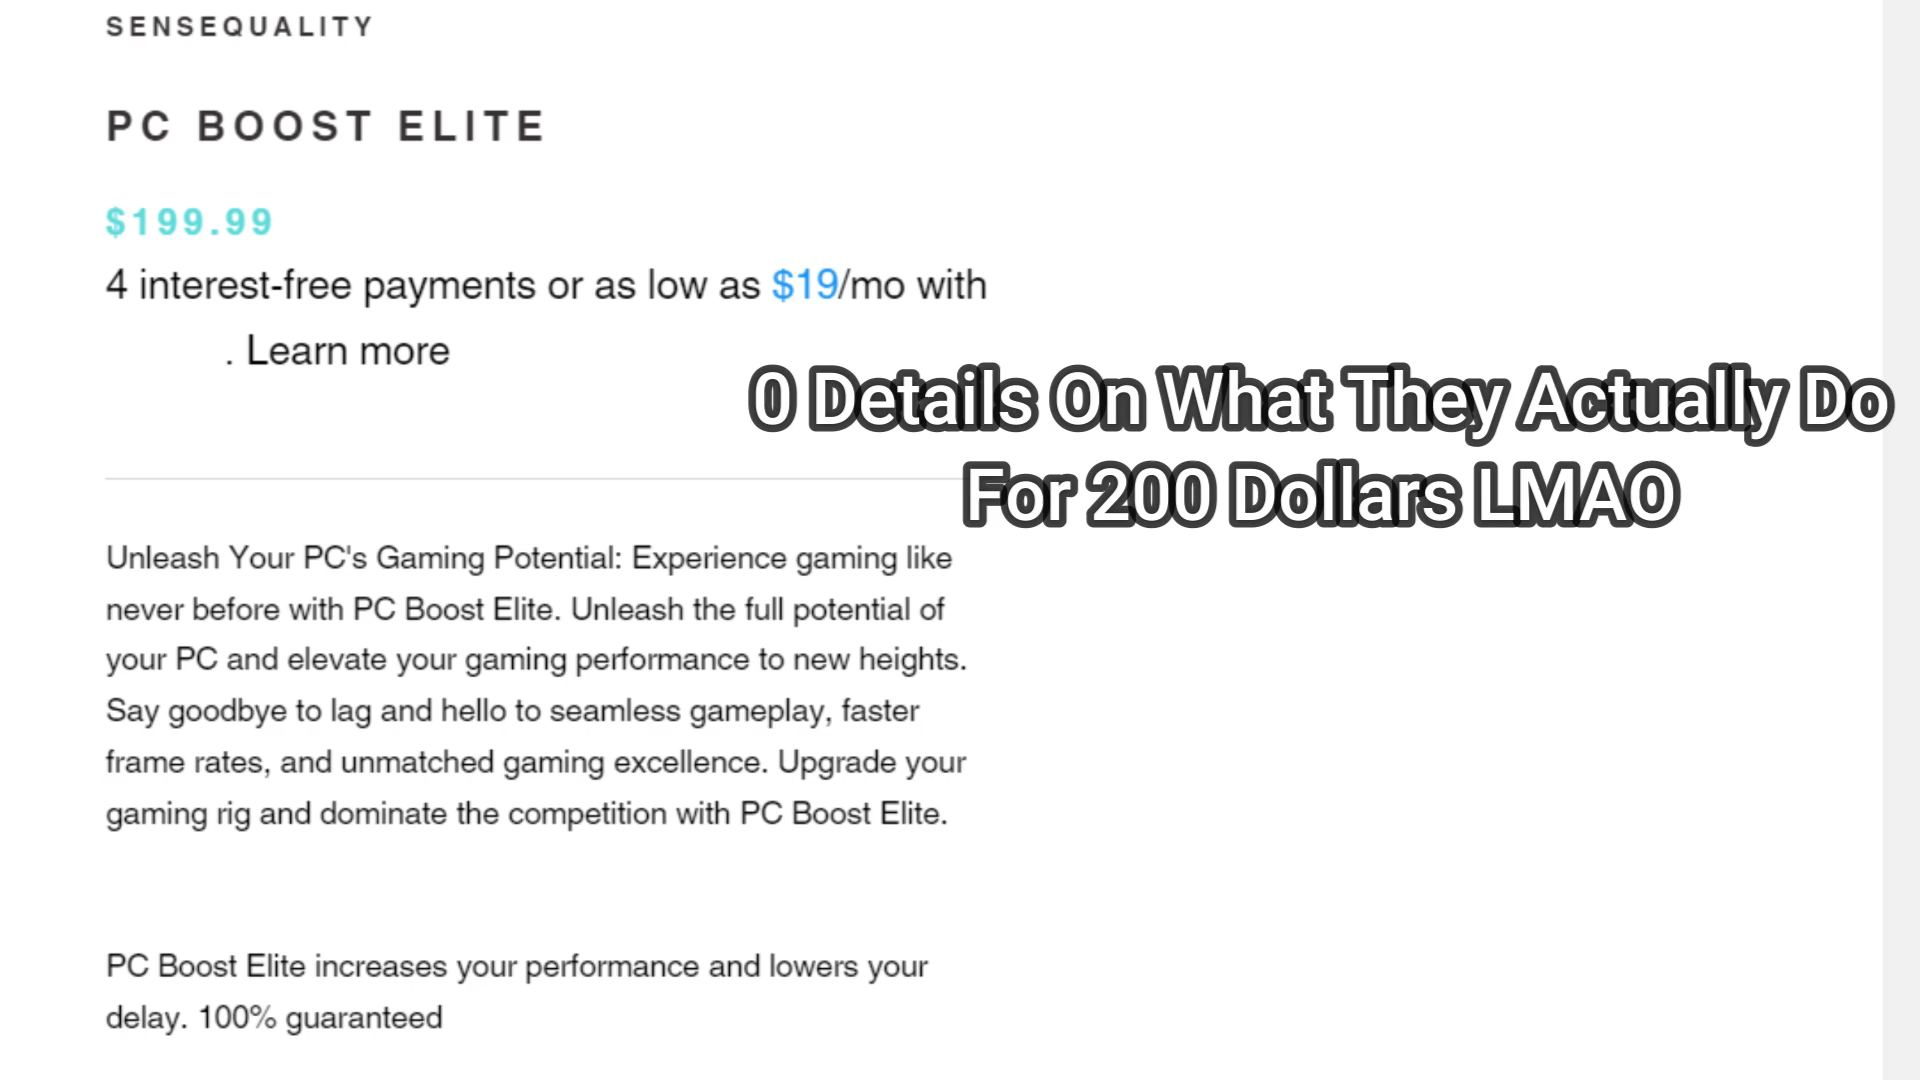 SENSEQUALITY
PC BOOST ELITE
$199.99
4 interest-free payments or as low as $19/mo with
. Learn more
0 Details On What They Actually Do
For 200 Dollars LMAO
Unleash Your PC's Gaming Potential: Experience gaming like
never before with PC Boost Elite. Unleash the full potential of
your PC and elevate your gaming performance to new heights.
Say goodbye to lag and hello to seamless gameplay, faster
frame rates, and unmatched gaming excellence. Upgrade your
gaming rig and dominate the competition with PC Boost Elite.
PC Boost Elite increases your performance and lowers your
delay. 100% guaranteed